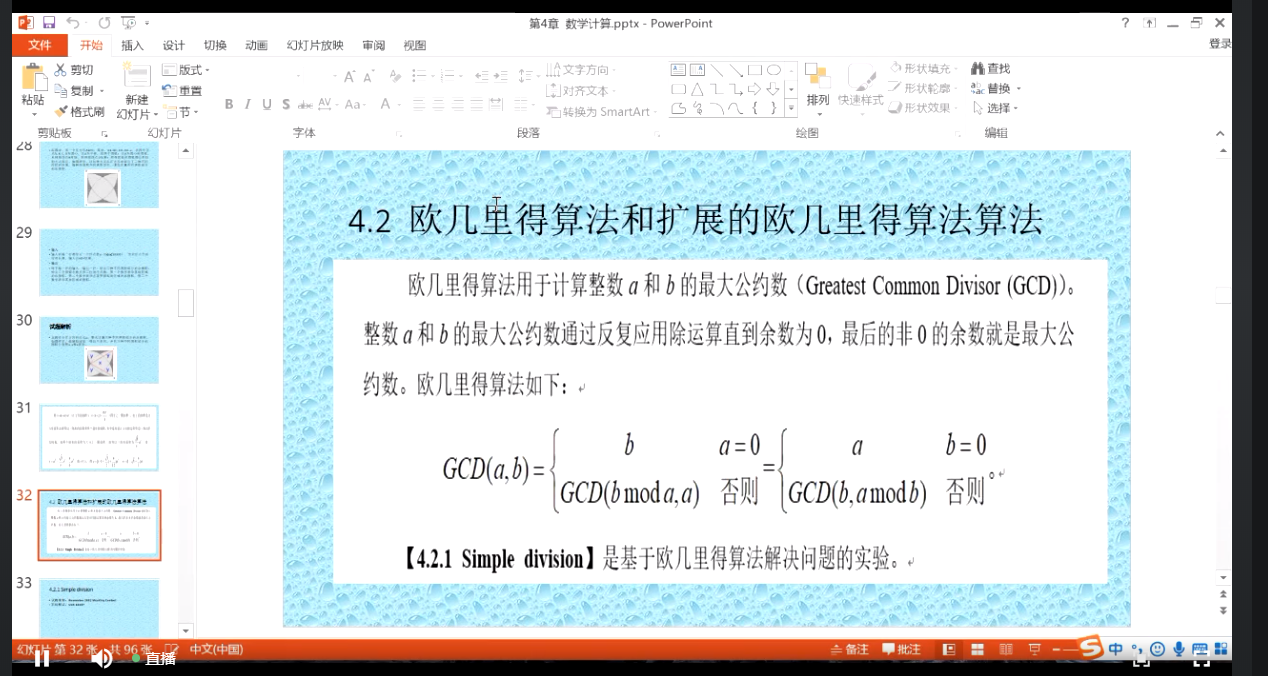 第4章 数学计算.pptx - PowerPoint
?
文件 开始 插入 设计 切换 动画 幻灯片放映 审阅 视图 登录
剪切 版式 文字方向 形状填充 查找
粘贴 复制 新建 重置 对齐文本 排列 快速样式 形状轮廓 替换
格式刷 幻灯片 节 B I U S abc AV Aa A 转换为 SmartArt 形状效果 选择
剪贴板 幻灯片 字体 段落 绘图 编辑
28
29
30
试题解析
31
32
33
4.2.1 Simple division
4.2 欧几里得算法和扩展的欧几里得算法算法
欧几里得算法用于计算整数 a 和 b 的最大公约数（Greatest Common Divisor (GCD)）。
整数 a 和 b 的最大公约数通过反复应用除运算直到余数为 0，最后的非 0 的余数就是最大公
约数。欧几里得算法如下：
GCD(a,b)={ b a=0 ={ a b=0
GCD(b mod a,a) 否则 GCD(b,a mod b) 否则 。
【4.2.1 Simple division】是基于欧几里得算法解决问题的实验。
幻灯片 第 32 张，共 96 张 中文(中国) 备注 批注 中
直播